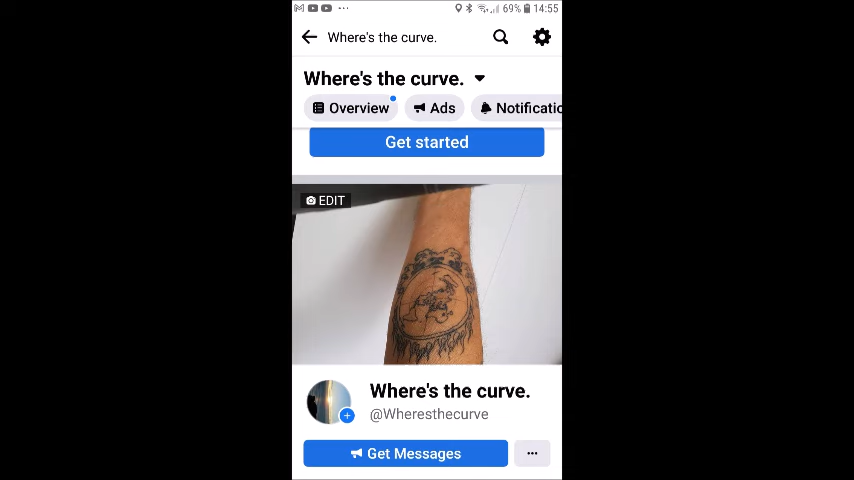 69% 14:55
Where's the curve.
Where's the curve.
Overview Ads Notificatio
Get started
EDIT
Where's the curve.
@Wheresthecurve
Get Messages